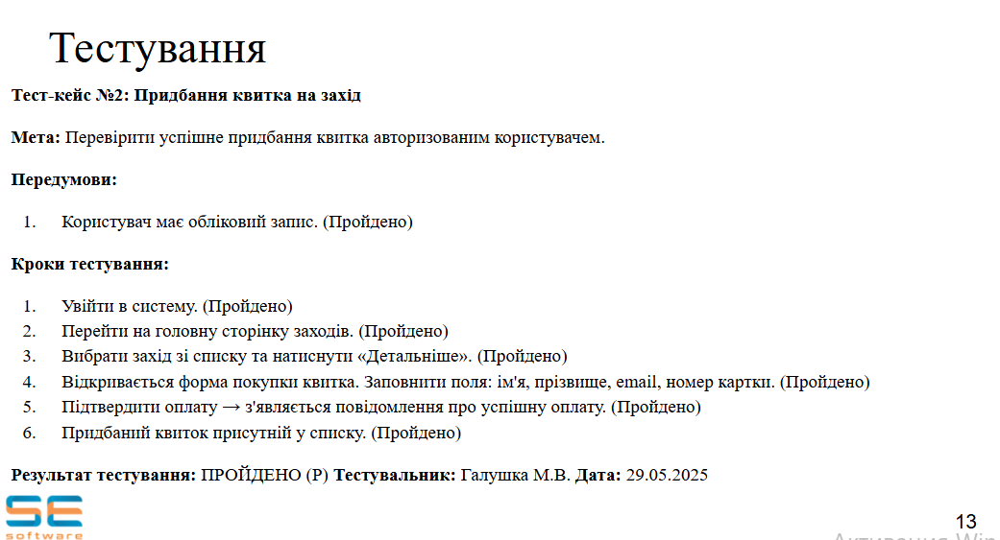 Тестування
Тест-кейс №2: Придбання квитка на захід
Мета: Перевірити успішне придбання квитка авторизованим користувачем.
Передумови:
1. Користувач має обліковий запис. (Пройдено)
Кроки тестування:
1. Увійти в систему. (Пройдено)
2. Перейти на головну сторінку заходів. (Пройдено)
3. Вибрати захід зі списку та натиснути «Детальніше». (Пройдено)
4. Відкривається форма покупки квитка. Заповнити поля: ім'я, прізвище, email, номер картки. (Пройдено)
5. Підтвердити оплату → з'являється повідомлення про успішну оплату. (Пройдено)
6. Придбаний квиток присутній у списку. (Пройдено)
Результат тестування: ПРОЙДЕНО (P) Тестувальник: Галушка М.В. Дата: 29.05.2025
SE
software
13